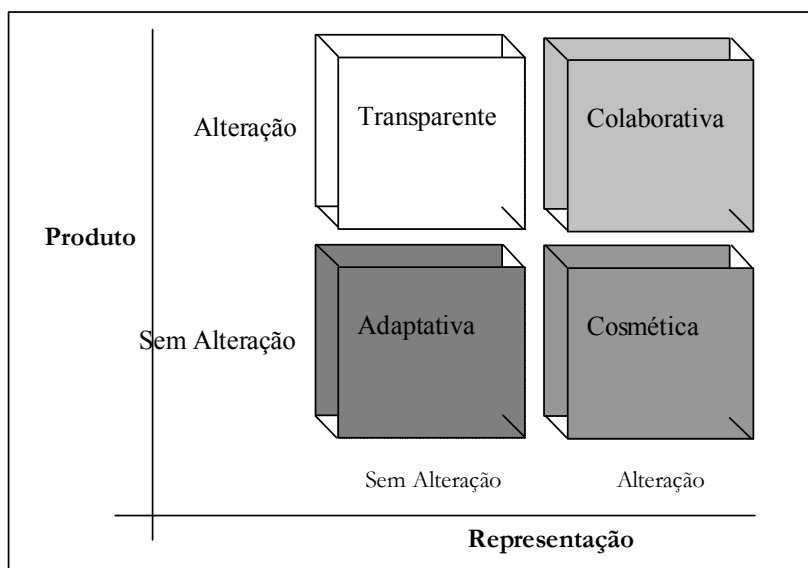 Alteração
Transparente
Colaborativa
Produto
Sem Alteração
Adaptativa
Cosmética
Sem Alteração
Alteração
Representação